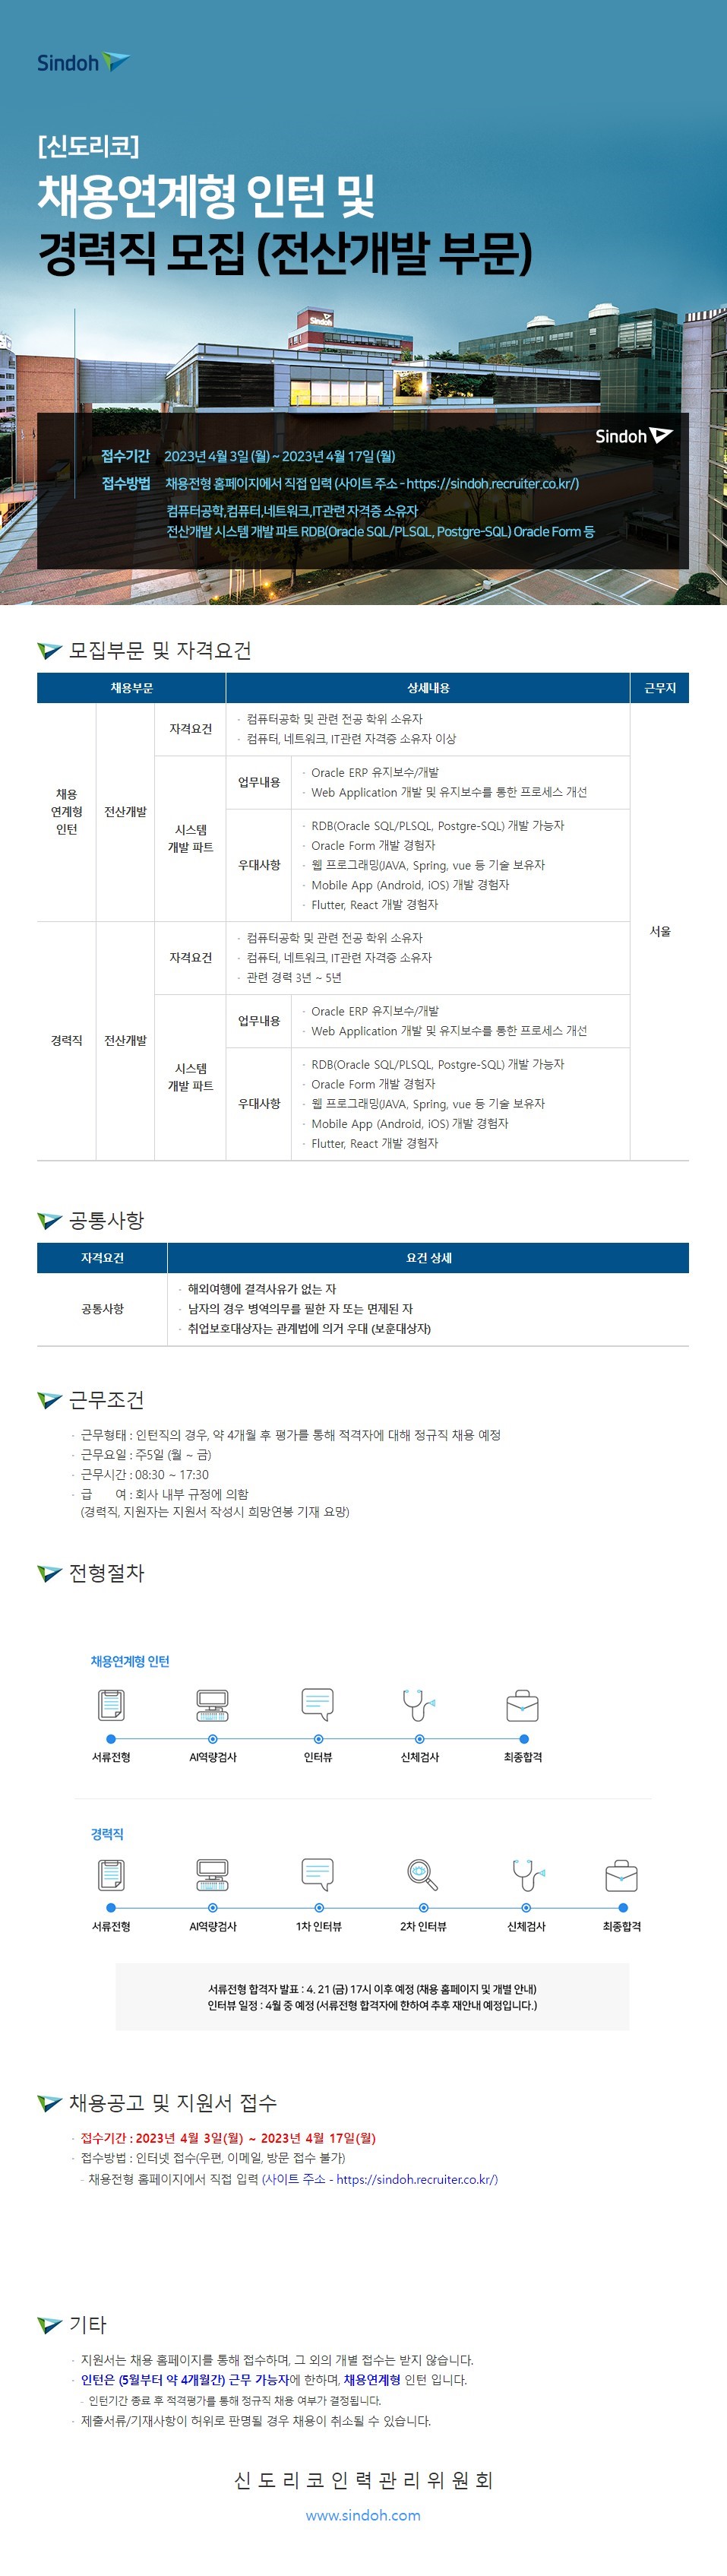 Sindoh
[신도리코]
채용연계형 인턴 및
경력직 모집 (전산개발 부문)
Sindoh
Sindoh
접수기간 2023년 4월 3일 (월) ~ 2023년 4월 17일 (월)
접수방법 채용전형 홈페이지에서 직접 입력 (사이트 주소 - https://sindoh.recruiter.co.kr/)
컴퓨터공학,컴퓨터,네트워크,IT관련 자격증 소유자
전산개발 시스템 개발 파트 RDB(Oracle SQL/PLSQL, Postgre-SQL) Oracle Form 등
모집부문 및 자격요건
채용부문 상세내용 근무지
채용
연계형
인턴
전산개발
자격요건
· 컴퓨터공학 및 관련 전공 학위 소유자
· 컴퓨터, 네트워크, IT관련 자격증 소유자 이상
시스템
개발 파트
업무내용
· Oracle ERP 유지보수/개발
· Web Application 개발 및 유지보수를 통한 프로세스 개선
우대사항
· RDB(Oracle SQL/PLSQL, Postgre-SQL) 개발 가능자
· Oracle Form 개발 경험자
· 웹 프로그래밍(JAVA, Spring, vue 등 기술 보유자
· Mobile App (Android, iOS) 개발 경험자
· Flutter, React 개발 경험자
서울
경력직
전산개발
자격요건
· 컴퓨터공학 및 관련 전공 학위 소유자
· 컴퓨터, 네트워크, IT관련 자격증 소유자
· 관련 경력 3년 ~ 5년
시스템
개발 파트
업무내용
· Oracle ERP 유지보수/개발
· Web Application 개발 및 유지보수를 통한 프로세스 개선
우대사항
· RDB(Oracle SQL/PLSQL, Postgre-SQL) 개발 가능자
· Oracle Form 개발 경험자
· 웹 프로그래밍(JAVA, Spring, vue 등 기술 보유자
· Mobile App (Android, iOS) 개발 경험자
· Flutter, React 개발 경험자
공통사항
자격요건 요건 상세
공통사항
· 해외여행에 결격사유가 없는 자
· 남자의 경우 병역의무를 필한 자 또는 면제된 자
· 취업보호대상자는 관계법에 의거 우대 (보훈대상자)
근무조건
· 근무형태 : 인턴직의 경우, 약 4개월 후 평가를 통해 적격자에 대해 정규직 채용 예정
· 근무요일 : 주5일 (월 ~ 금)
· 근무시간 : 08:30 ~ 17:30
· 급 여 : 회사 내부 규정에 의함
(경력직, 지원자는 지원서 작성시 희망연봉 기재 요망)
전형절차
채용연계형 인턴
서류전형 AI역량검사 인터뷰 신체검사 최종합격
경력직
서류전형 AI역량검사 1차 인터뷰 2차 인터뷰 신체검사 최종합격
서류전형 합격자 발표 : 4. 21 (금) 17시 이후 예정 (채용 홈페이지 및 개별 안내)
인터뷰 일정 : 4월 중 예정 (서류전형 합격자에 한하여 추후 재안내 예정입니다.)
채용공고 및 지원서 접수
· 접수기간 : 2023년 4월 3일(월) ~ 2023년 4월 17일(월)
· 접수방법 : 인터넷 접수(우편, 이메일, 방문 접수 불가)
- 채용전형 홈페이지에서 직접 입력 (사이트 주소 - https://sindoh.recruiter.co.kr/)
기타
· 지원서는 채용 홈페이지를 통해 접수하며, 그 외의 개별 접수는 받지 않습니다.
· 인턴은 (5월부터 약 4개월간) 근무 가능자에 한하며, 채용연계형 인턴 입니다.
- 인턴기간 종료 후 적격평가를 통해 정규직 채용 여부가 결정됩니다.
· 제출서류/기재사항이 허위로 판명될 경우 채용이 취소될 수 있습니다.
신도리코인력관리위원회
www.sindoh.com